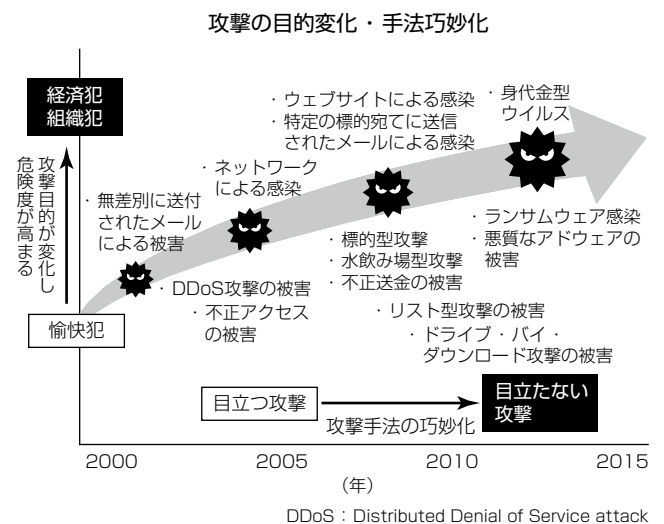 攻撃の目的変化・手法巧妙化
経済犯
組織犯
攻撃目的が変化し
危険度が高まる
愉快犯
・無差別に送付
されたメール
による被害
・ネットワーク
による感染
・ウェブサイトによる感染
・特定の標的宛てに送信
されたメールによる感染
・身代金型
ウイルス
・DDoS攻撃の被害
・不正アクセス
の被害
・標的型攻撃
・水飲み場型攻撃
・不正送金の被害
・ランサムウェア感染
・悪質なアドウェアの
被害
・リスト型攻撃の被害
・ドライブ・バイ・
ダウンロード攻撃の被害
目立つ攻撃
攻撃手法の巧妙化
目立たない
攻撃
2000 2005 2010 2015
（年）
DDoS：Distributed Denial of Service attack